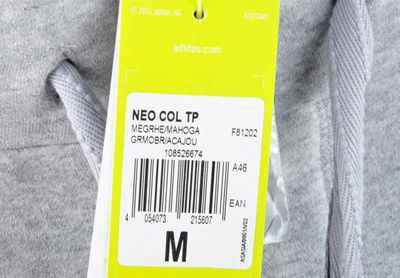 © 2013 adidas AG
adidas.com
NEO COL TP
MEGRHE/MAHOGA F81202
GRMOBR/ACAJOU
108526674
A46
EAN
4 054073 215607
M